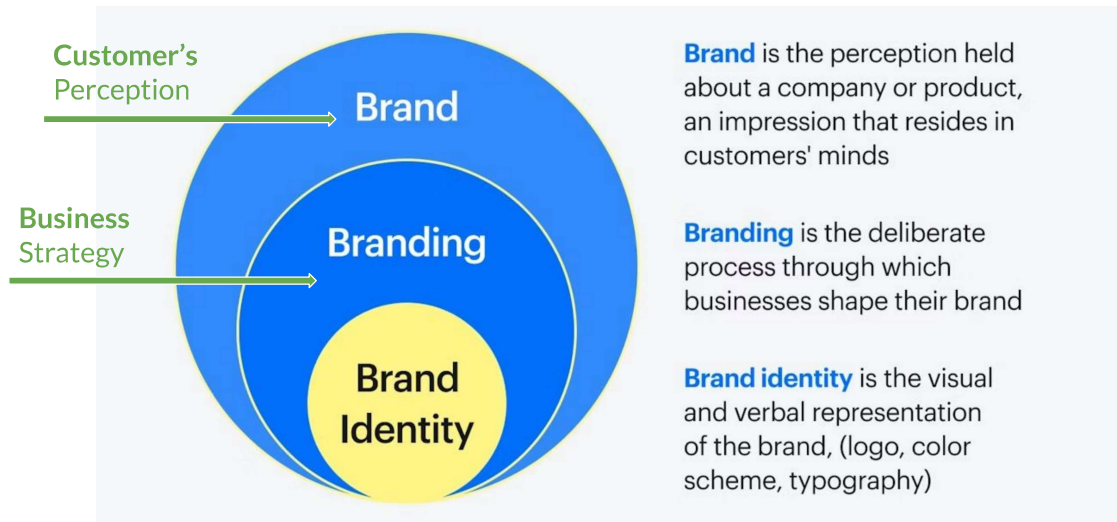 Customer's
Perception
Brand
Business
Strategy
Branding
Brand
Identity
Brand is the perception held
about a company or product,
an impression that resides in
customers' minds
Branding is the deliberate
process through which
businesses shape their brand
Brand identity is the visual
and verbal representation
of the brand, (logo, color
scheme, typography)